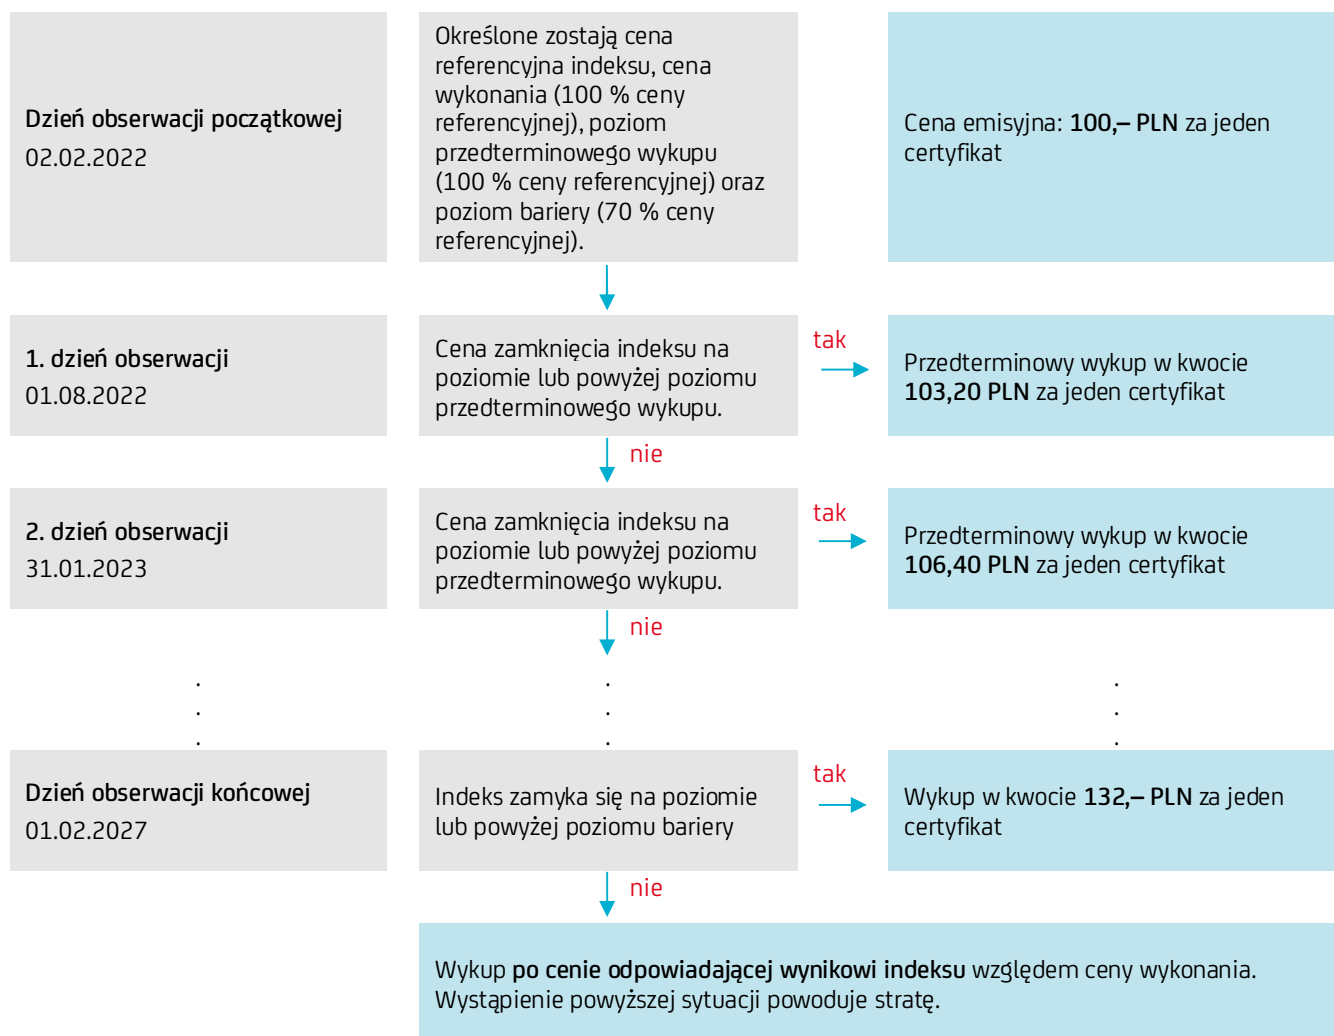 Dzień obserwacji początkowej
02.02.2022
Określone zostają cena
referencyjna indeksu, cena
wykonania (100 % ceny
referencyjnej), poziom
przedterminowego wykupu
(100 % ceny referencyjnej) oraz
poziom bariery (70 % ceny
referencyjnej).
Cena emisyjna: 100,– PLN za jeden
certyfikat
1. dzień obserwacji
01.08.2022
Cena zamknięcia indeksu na
poziomie lub powyżej poziomu
przedterminowego wykupu.
tak
Przedterminowy wykup w kwocie
103,20 PLN za jeden certyfikat
nie
2. dzień obserwacji
31.01.2023
Cena zamknięcia indeksu na
poziomie lub powyżej poziomu
przedterminowego wykupu.
tak
Przedterminowy wykup w kwocie
106,40 PLN za jeden certyfikat
nie
. . .
. . .
. . .
Dzień obserwacji końcowej
01.02.2027
Indeks zamyka się na poziomie
lub powyżej poziomu bariery
tak
Wykup w kwocie 132,– PLN za jeden
certyfikat
nie
Wykup po cenie odpowiadającej wynikowi indeksu względem ceny wykonania.
Wystąpienie powyższej sytuacji powoduje stratę.